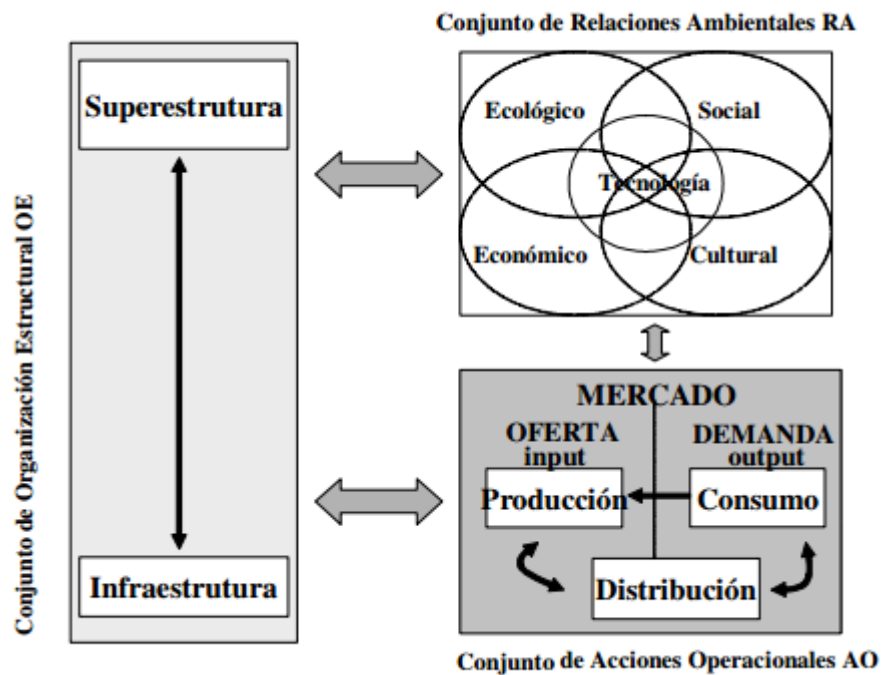 Conjunto de Organización Estructural OE
Superestrutura
Infraestrutura
Conjunto de Relaciones Ambientales RA
Ecológico
Social
Tecnología
Económico
Cultural
MERCADO
OFERTA
input
DEMANDA
output
Producción
Consumo
Distribución
Conjunto de Acciones Operacionales AO